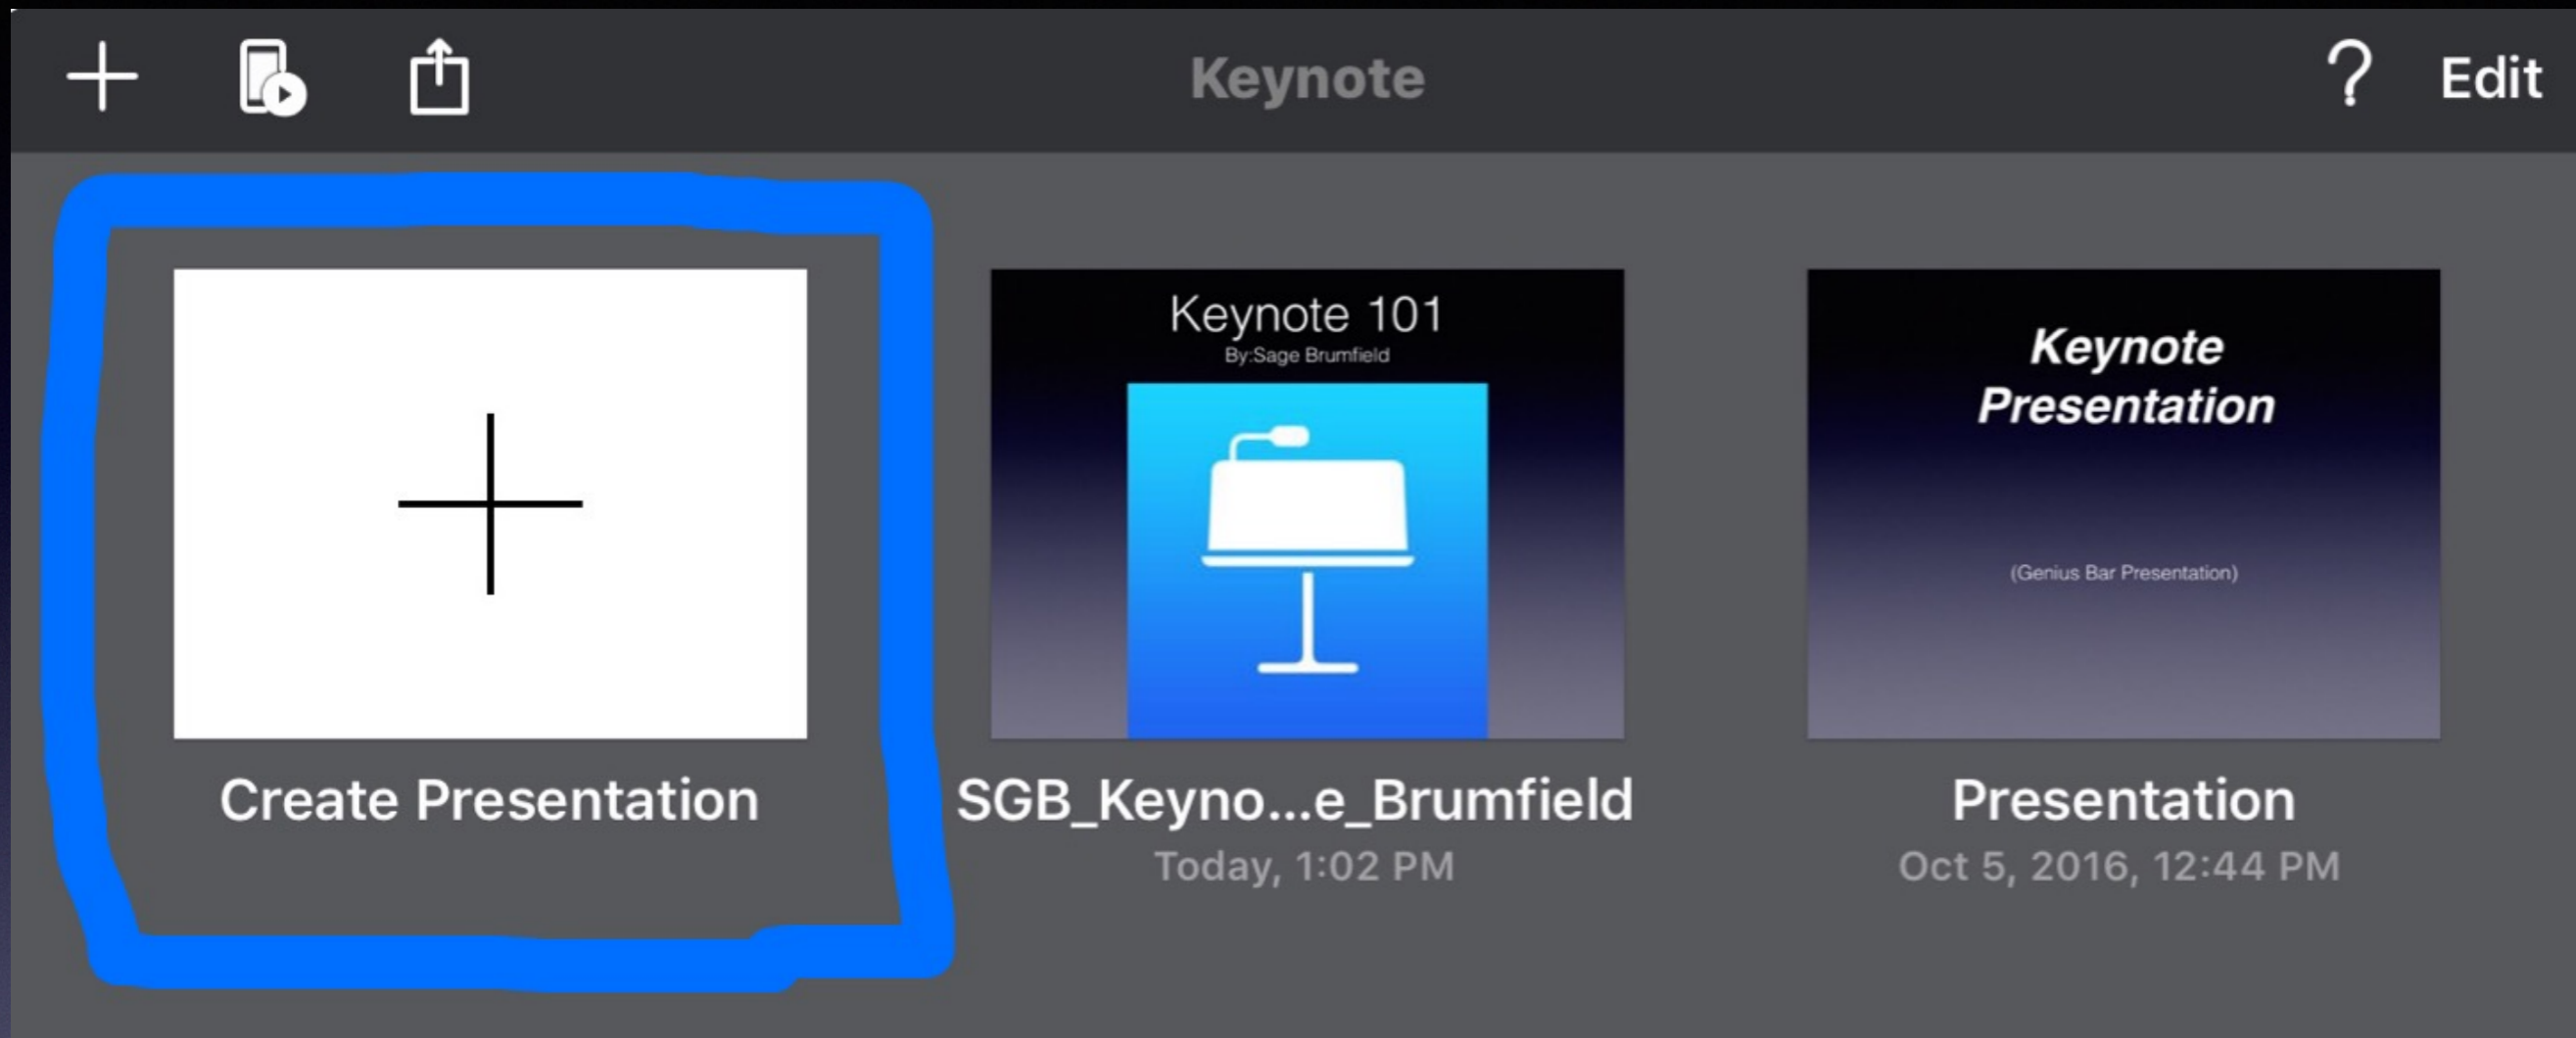 Keynote
? Edit
Keynote 101
By:Sage Brumfield
Keynote
Presentation
(Genius Bar Presentation)
Create Presentation
SGB_Keyno...e_Brumfield
Presentation
Today, 1:02 PM
Oct 5, 2016, 12:44 PM